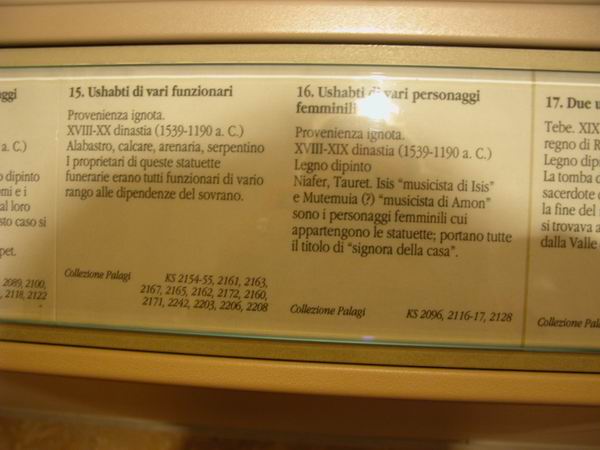 ggi
a. C.)
dipinto
mi e i
al loro
sto caso si
pet.
2089, 2100,
, 2118, 2122
15. Ushabti di vari funzionari
Provenienza ignota.
XVIII-XX dinastia (1539-1190 a. C.)
Alabastro, calcare, arenaria, serpentino
I proprietari di queste statuette
funerarie erano tutti funzionari di vario
rango alle dipendenze del sovrano.
Collezione Palagi
KS 2154-55, 2161, 2163,
2167, 2165, 2162, 2172, 2160,
2171, 2242, 2203, 2206, 2208
16. Ushabti di vari personaggi
femminili
Provenienza ignota.
XVIII-XIX dinastia (1539-1190 a. C.)
Legno dipinto
Niafer, Tauret. Isis “musicista di Isis”
e Mutemuia (?) “musicista di Amon”
sono i personaggi femminili cui
appartengono le statuette; portano tutte
il titolo di “signora della casa”.
Collezione Palagi
KS 2096, 2116-17, 2128
17. Due u
Tebe. XIX
regno di R
Legno dipi
La tomba d
sacerdote d
la fine del
si trovava a
dalla Valle
Collezione Pala